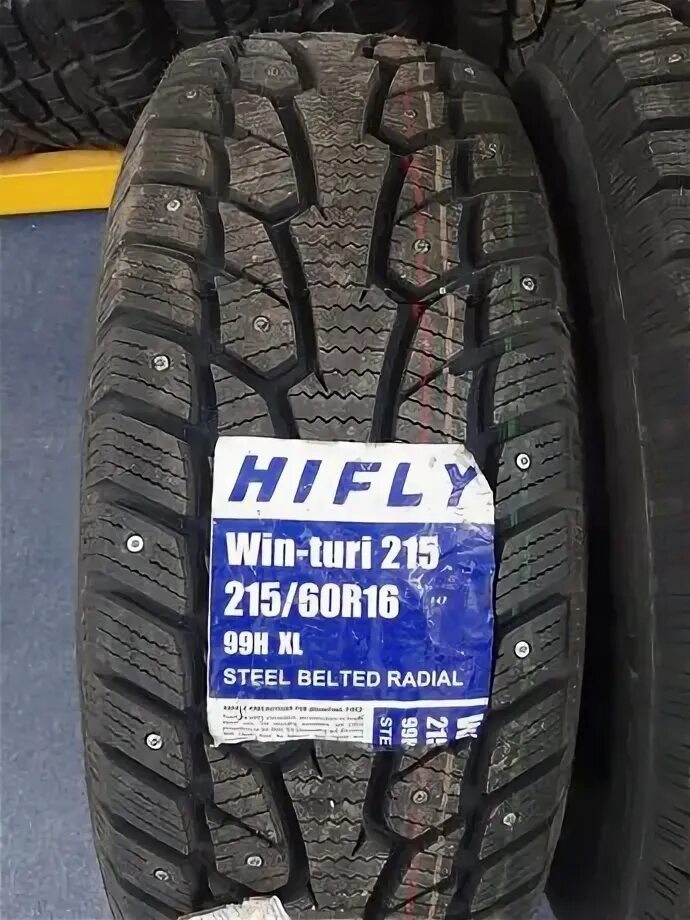 HIFLY
Win-turi 215
215/60R16
99H XL
STEEL BELTED RADIAL